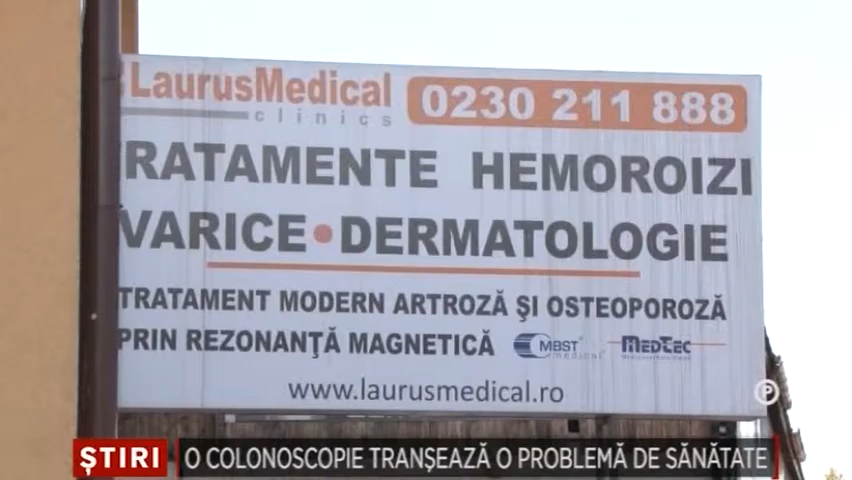 LaurusMedical
clinics
0230 211 888
TRATAMENTE HEMOROIZI
VARICE • DERMATOLOGIE
TRATAMENT MODERN ARTROZĂ ŞI OSTEOPOROZĂ
PRIN REZONANŢĂ MAGNETICĂ
MBST
medical
MEDTEC
www.laurusmedical.ro
P
ŞTIRI
O COLONOSCOPIE TRANŞEAZĂ O PROBLEMĂ DE SĂNĂTATE